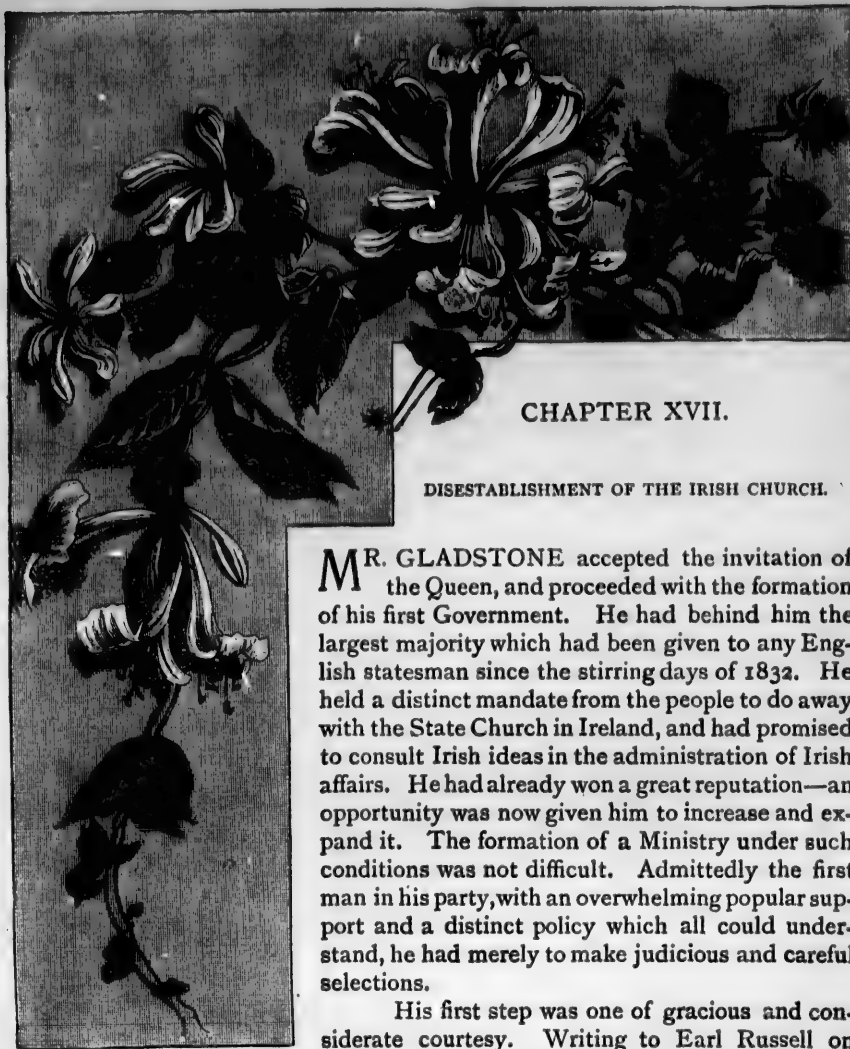 CHAPTER XVII.
DISESTABLISHMENT OF THE IRISH CHURCH.
MR. GLADSTONE accepted the invitation of
the Queen, and proceeded with the formation
of his first Government. He had behind him the
largest majority which had been given to any Eng-
lish statesman since the stirring days of 1832. He
held a distinct mandate from the people to do away
with the State Church in Ireland, and had promised
to consult Irish ideas in the administration of Irish
affairs. He had already won a great reputation—an
opportunity was now given him to increase and ex-
pand it. The formation of a Ministry under such
conditions was not difficult. Admittedly the first
man in his party, with an overwhelming popular sup-
port and a distinct policy which all could under-
stand, he had merely to make judicious and careful
selections.
His first step was one of gracious and con-
siderate courtesy. Writing to Earl Russell on